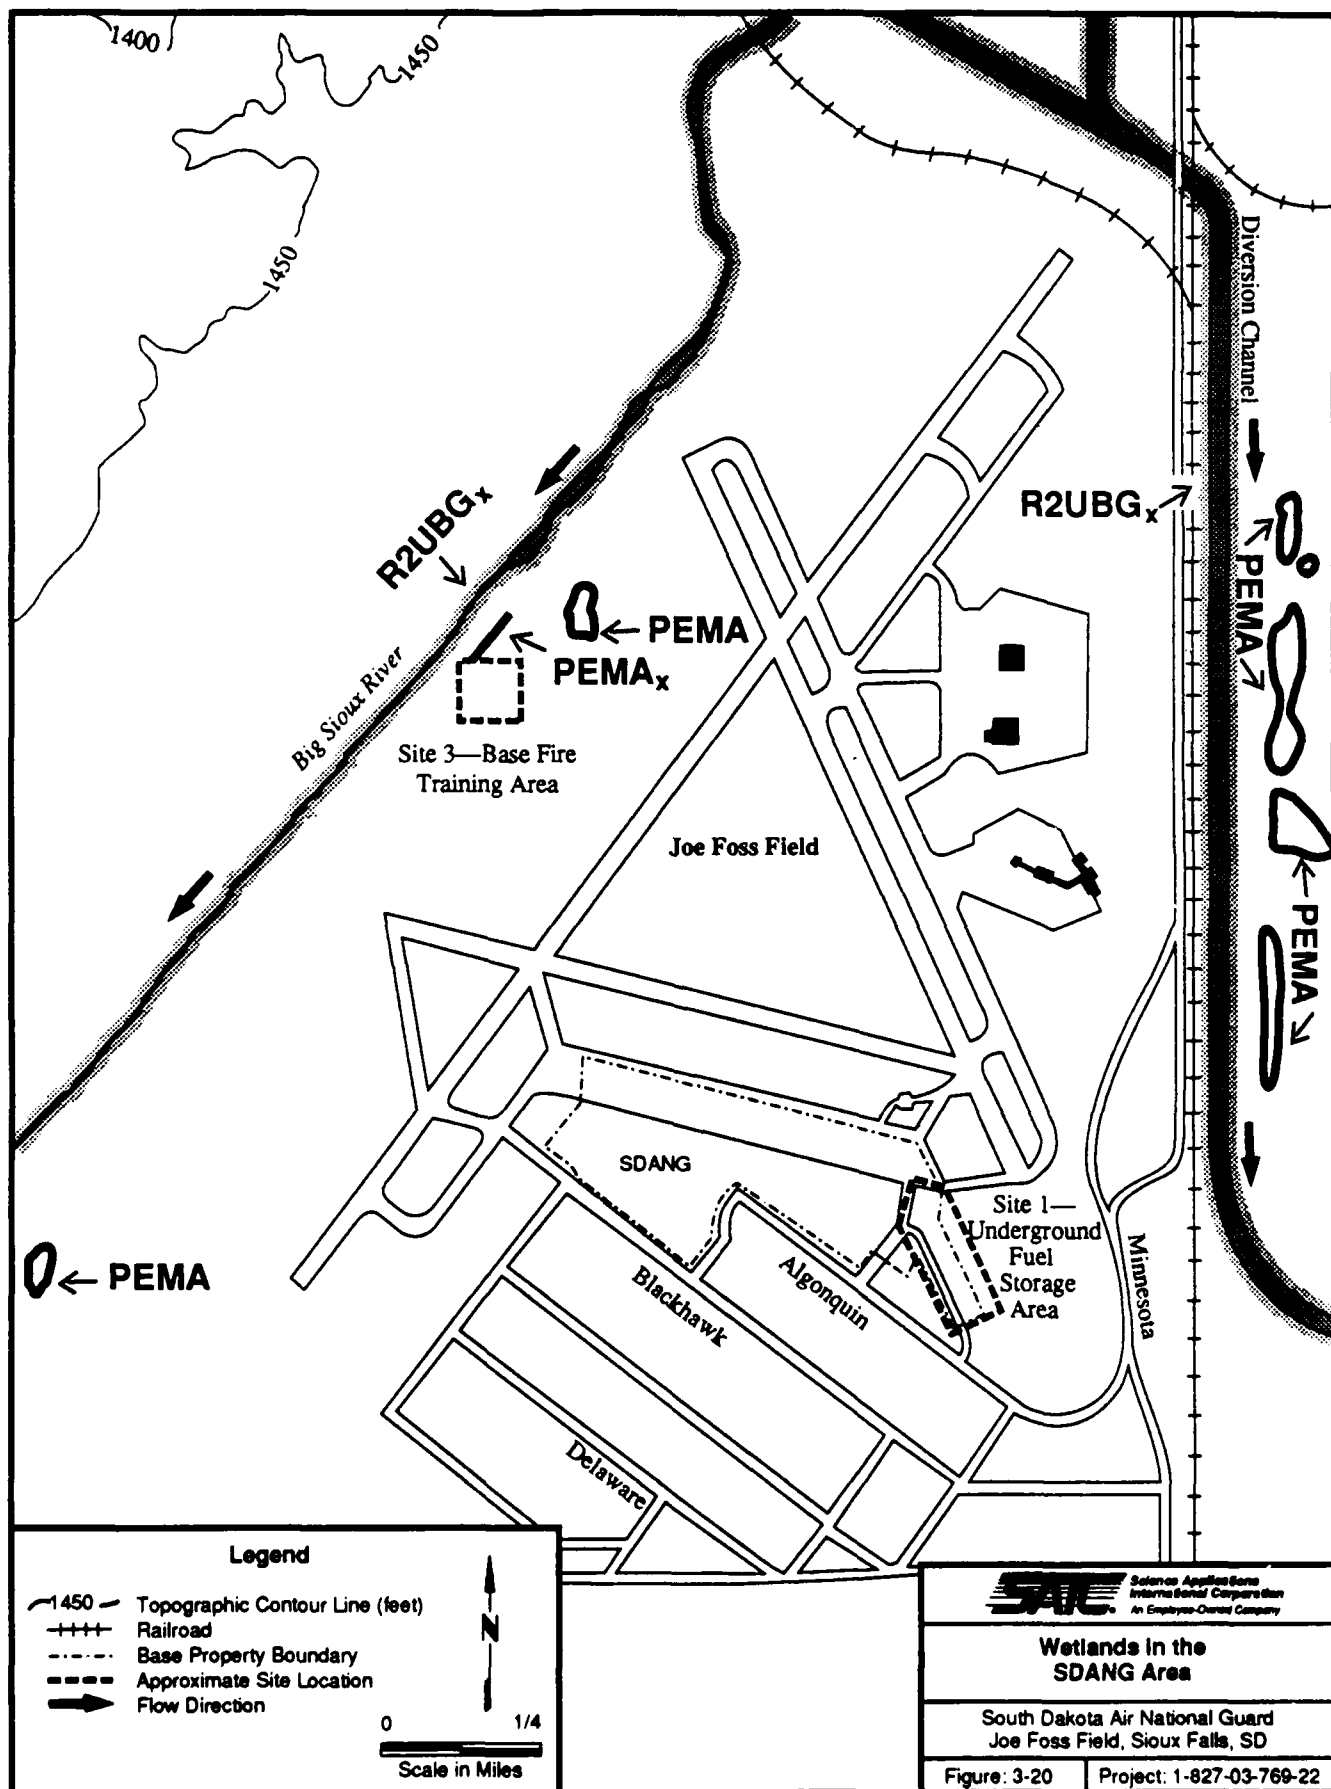 1400
1450
1450
Diversion Channel
R2UBGx
R2UBGx
PEMA
PEMA
PEMAx
Big Sioux River
Site 3—Base Fire
Training Area
Joe Foss Field
PEMA
SDANG
Site 1—
Underground
Fuel
Storage
Area
Minnesota
PEMA
Algonquin
Blackhawk
Delaware
Legend
1450 Topographic Contour Line (feet)
Railroad
Base Property Boundary
Approximate Site Location
Flow Direction
N
0 1/4
Scale in Miles
SAIC
Science Applications
International Corporation
An Employee-Owned Company
Wetlands in the
SDANG Area
South Dakota Air National Guard
Joe Foss Field, Sioux Falls, SD
Figure: 3-20
Project: 1-827-03-769-22